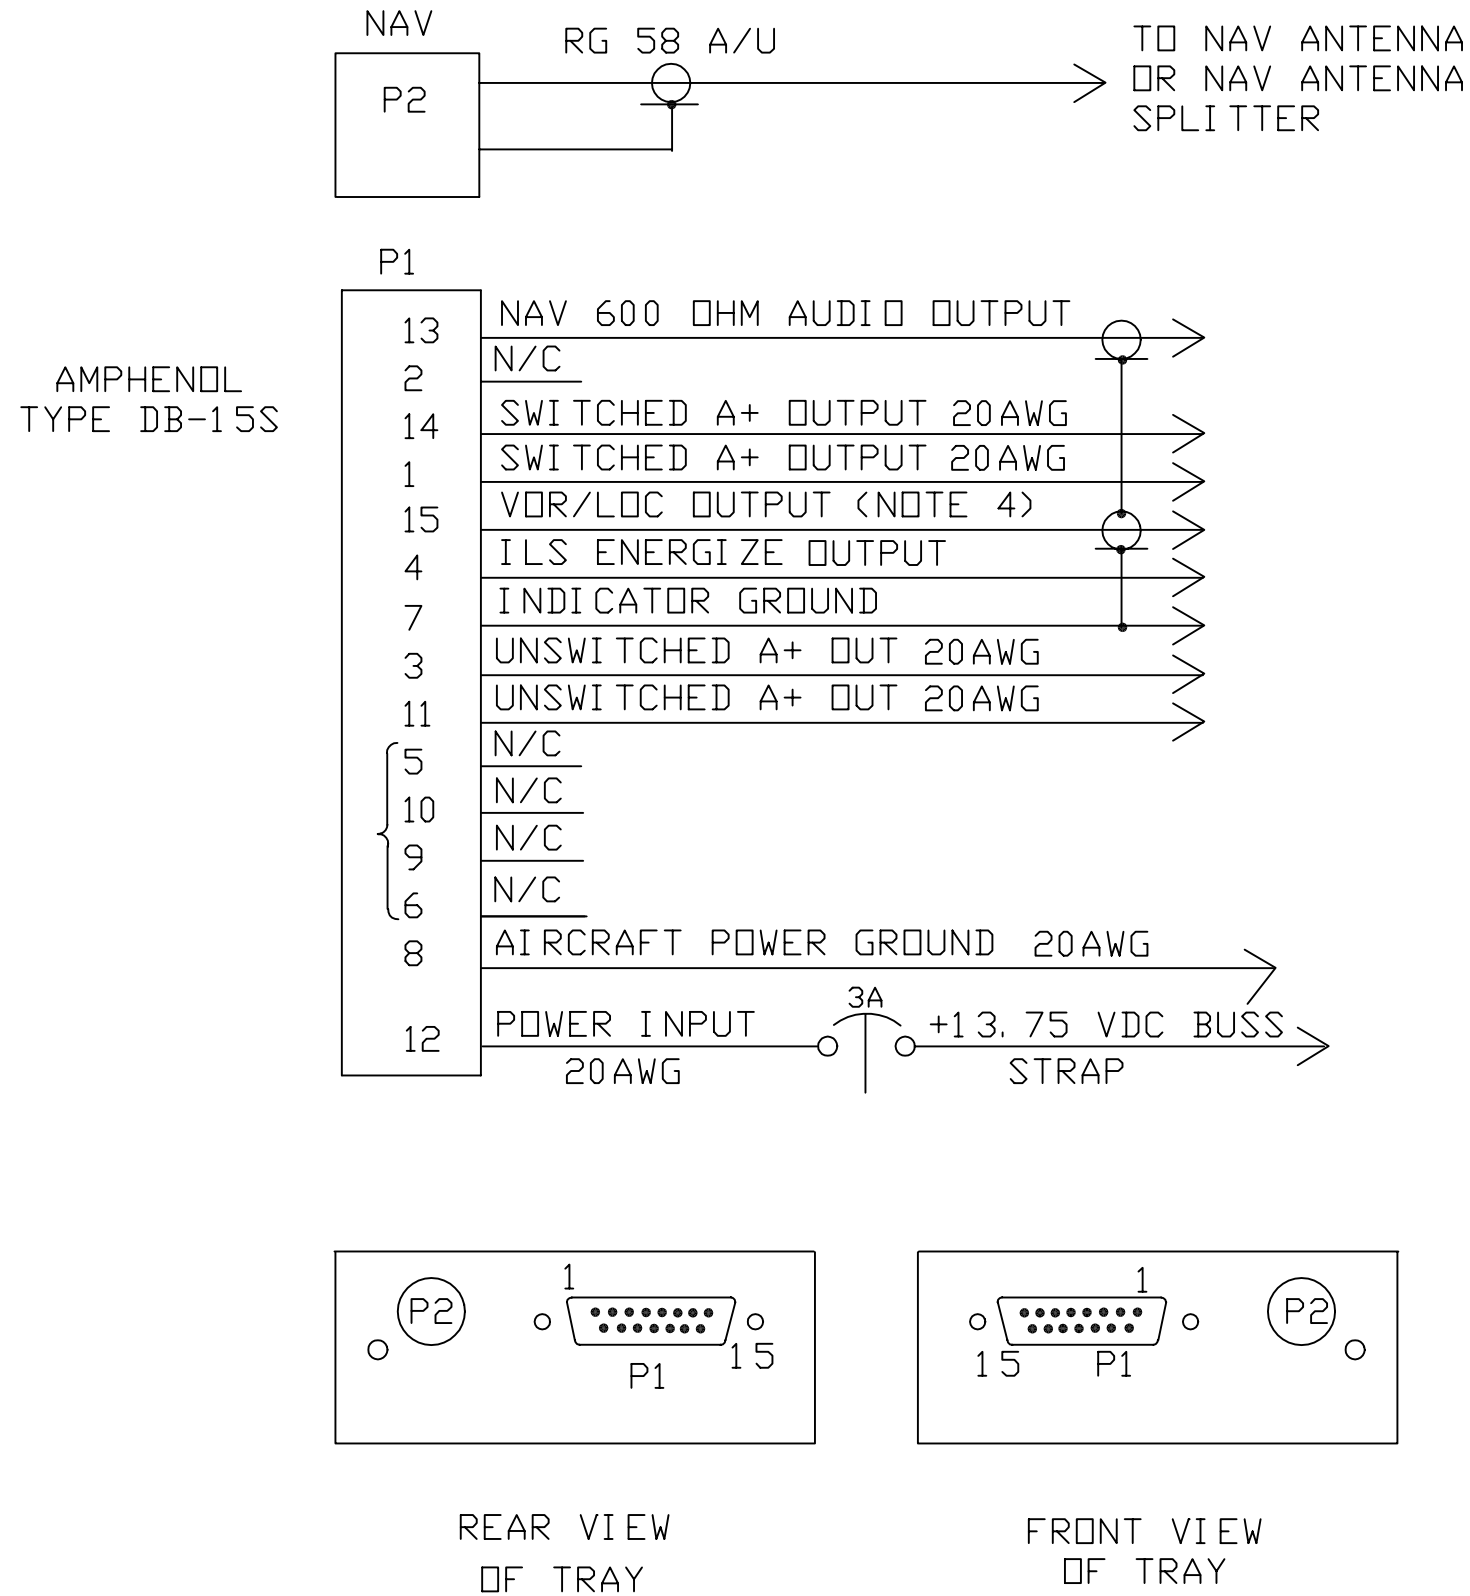 NAV
RG 58 A/U
TO NAV ANTENNA
OR NAV ANTENNA
SPLITTER
P2
P1
AMPHENOL
TYPE DB-15S
13 NAV 600 OHM AUDIO OUTPUT
2 N/C
14 SWITCHED A+ OUTPUT 20AWG
1 SWITCHED A+ OUTPUT 20AWG
15 VOR/LOC OUTPUT (NOTE 4)
4 ILS ENERGIZE OUTPUT
7 INDICATOR GROUND
3 UNSWITCHED A+ OUT 20AWG
11 UNSWITCHED A+ OUT 20AWG
5 N/C
10 N/C
9 N/C
6 N/C
8 AIRCRAFT POWER GROUND 20AWG
3A
12 POWER INPUT +13.75 VDC BUSS
20AWG STRAP
1
P2
P1
15
1
P2
15
P1
REAR VIEW
OF TRAY
FRONT VIEW
OF TRAY